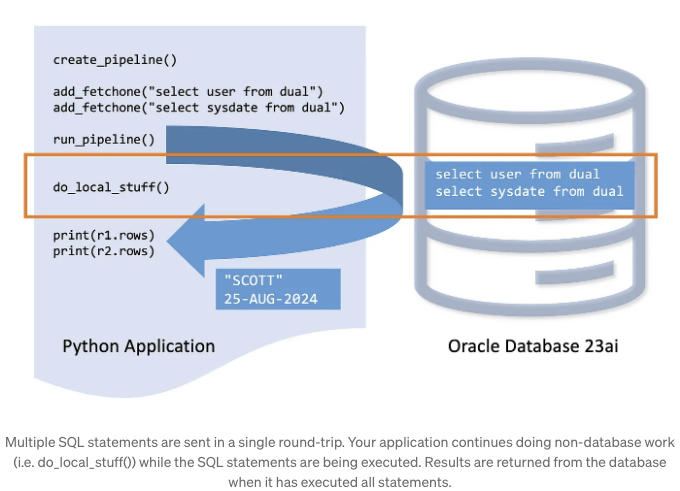 create_pipeline()
add_fetchone("select user from dual")
add_fetchone("select sysdate from dual")
run_pipeline()
do_local_stuff()
select user from dual
select sysdate from dual
print(r1.rows)
print(r2.rows)
"SCOTT"
25-AUG-2024
Python Application
Oracle Database 23ai
Multiple SQL statements are sent in a single round-trip. Your application continues doing non-database work
(i.e. do_local_stuff()) while the SQL statements are being executed. Results are returned from the database
when it has executed all statements.